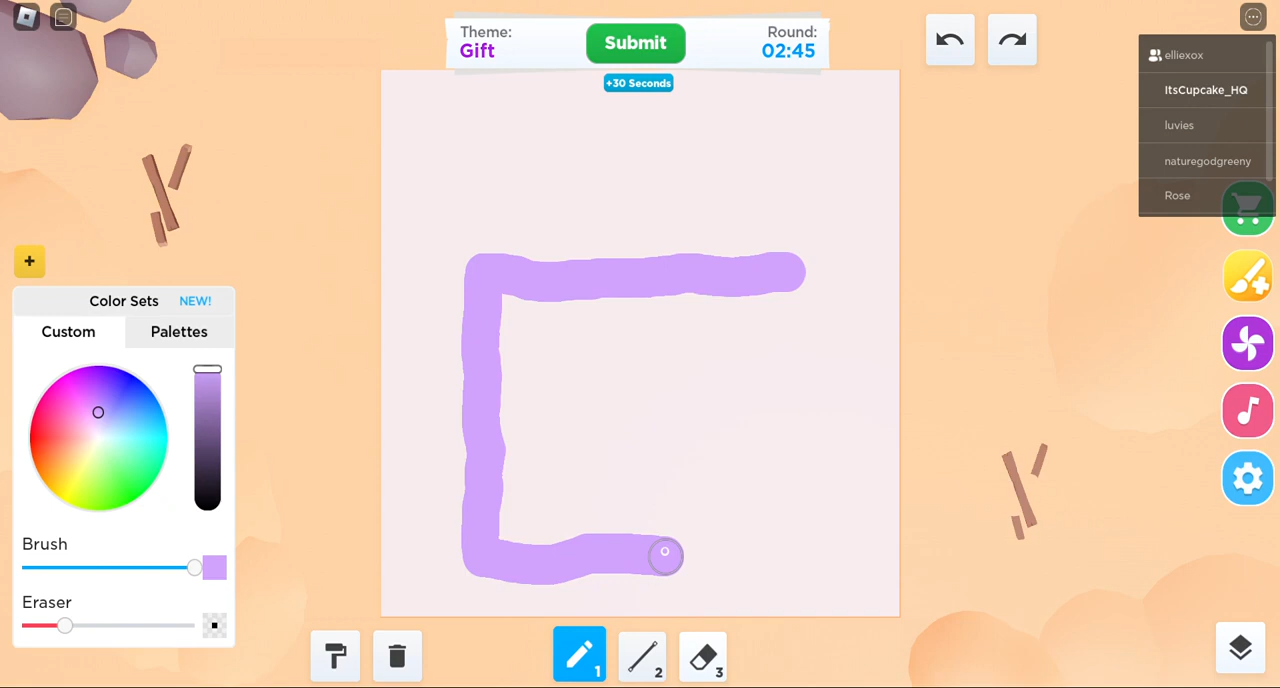 Theme:
Gift
Submit
Round:
02:45
+30 Seconds
elliexox
ItsCupcake_HQ
luvies
naturegodgreeny
Rose
+
Color Sets NEW!
Custom Palettes
Brush
Eraser
1
2
3